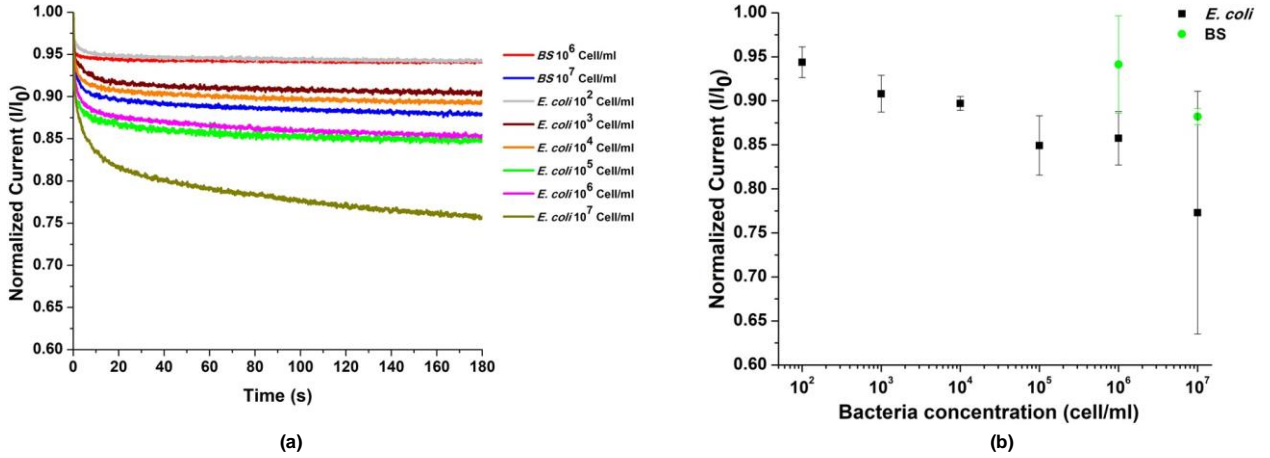 1.00
0.95
0.90
0.85
0.80
0.75
0.70
0.65
0.60
Normalized Current (I/I0)
0 20 40 60 80 100 120 140 160 180
Time (s)
BS 10^6 Cell/ml
BS 10^7 Cell/ml
E. coli 10^2 Cell/ml
E. coli 10^3 Cell/ml
E. coli 10^4 Cell/ml
E. coli 10^5 Cell/ml
E. coli 10^6 Cell/ml
E. coli 10^7 Cell/ml
(a)
1.00
0.95
0.90
0.85
0.80
0.75
0.70
0.65
0.60
Normalized Current (I/I0)
E. coli
BS
10^2 10^3 10^4 10^5 10^6 10^7
Bacteria concentration (cell/ml)
(b)